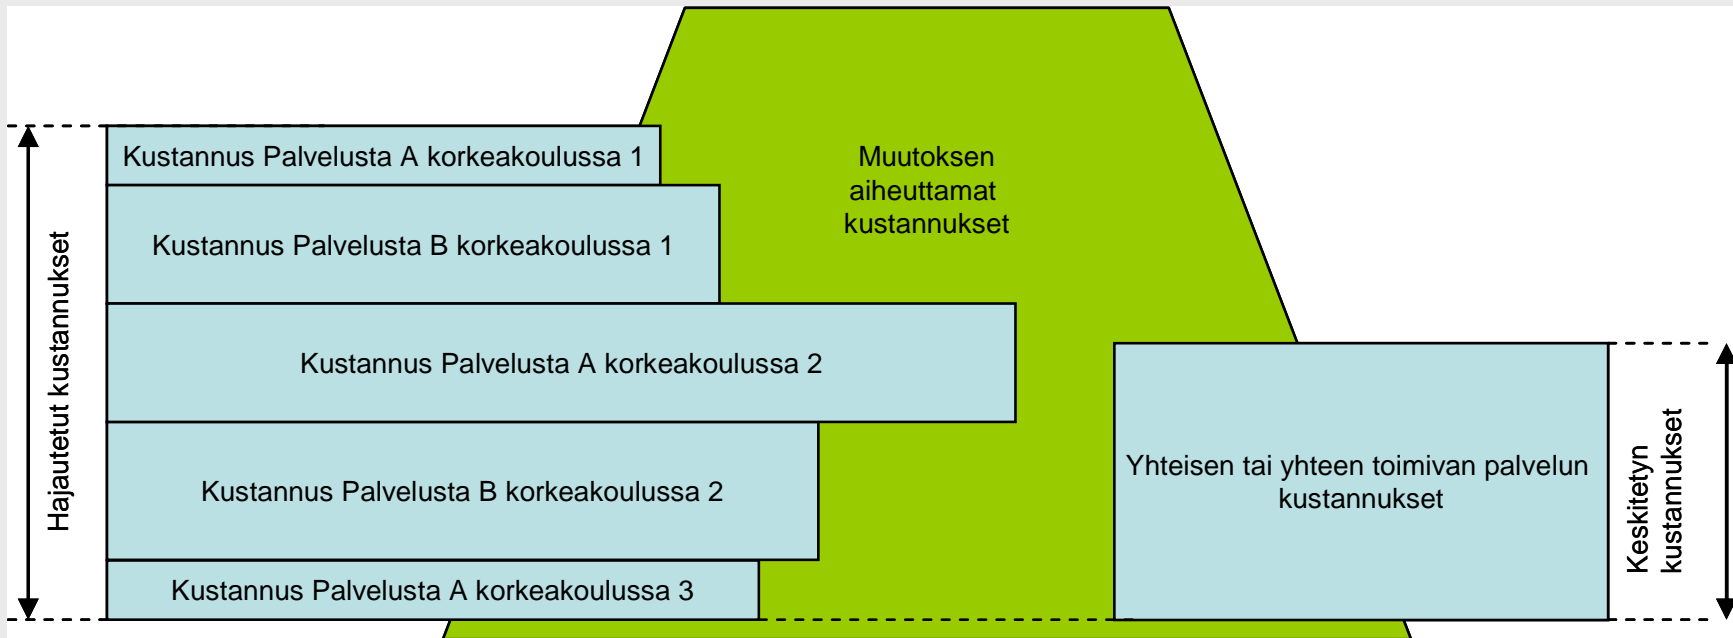 Hajautetut kustannukset
Kustannus Palvelusta A korkeakoulussa 1
Kustannus Palvelusta B korkeakoulussa 1
Kustannus Palvelusta A korkeakoulussa 2
Kustannus Palvelusta B korkeakoulussa 2
Kustannus Palvelusta A korkeakoulussa 3
Muutoksen
aiheuttamat
kustannukset
Yhteisen tai yhteen toimivan palvelun
kustannukset
Keskitetyn
kustannukset